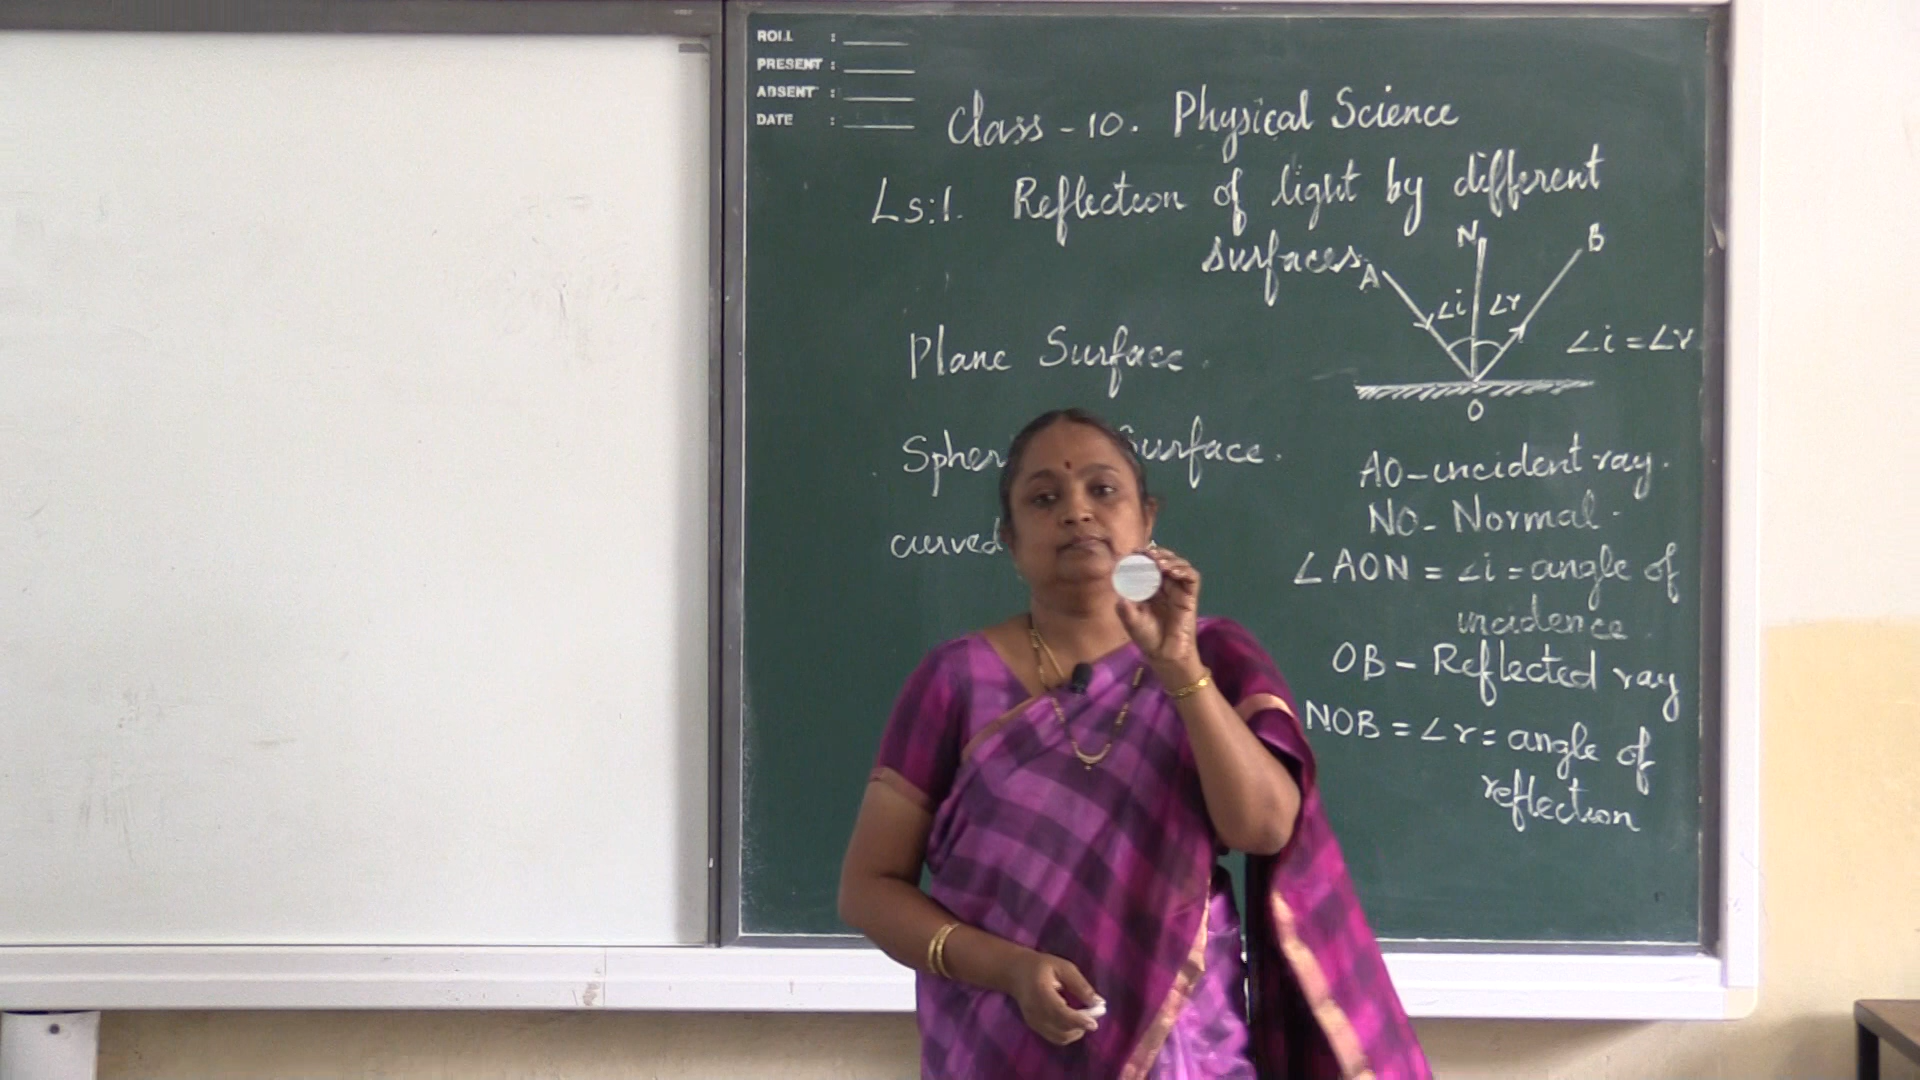 ROLL :
PRESENT :
ABSENT :
DATE :
Class - 10. Physical Science
Ls:1. Reflection of light by different
surfaces
Plane Surface.
Surface.
curved
A
N
B
∠i ∠r
∠i = ∠r
O
AO - incident ray.
NO - Normal.
∠AON = ∠i = angle of
incidence.
OB - Reflected ray
NOB = ∠r = angle of
reflection